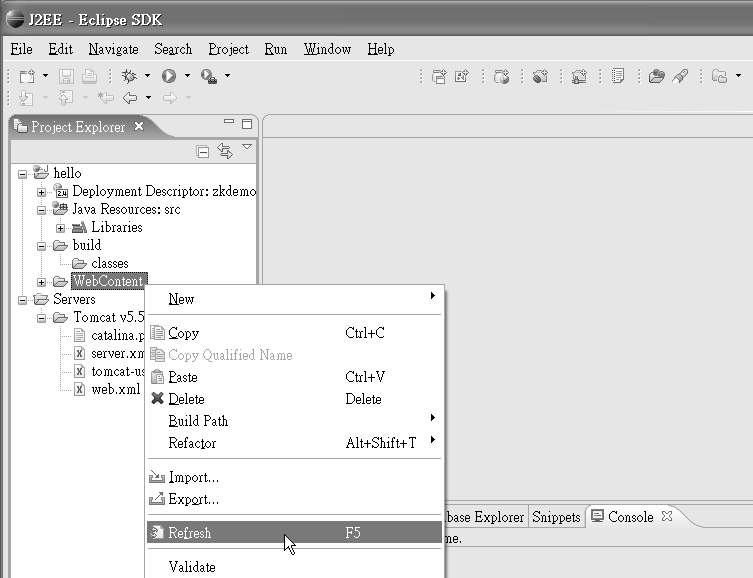 J2EE - Eclipse SDK
File Edit Navigate Search Project Run Window Help
Project Explorer
hello
Deployment Descriptor: zkdemo
Java Resources: src
Libraries
build
classes
WebContent
Servers
Tomcat v5.5
catalina.p
server.xm
tomcat-us
web.xml
New
Copy Ctrl+C
Copy Qualified Name
Paste Ctrl+V
Delete Delete
Build Path
Refactor Alt+Shift+T
Import...
Export...
Refresh F5
Validate
base Explorer Snippets Console
me.